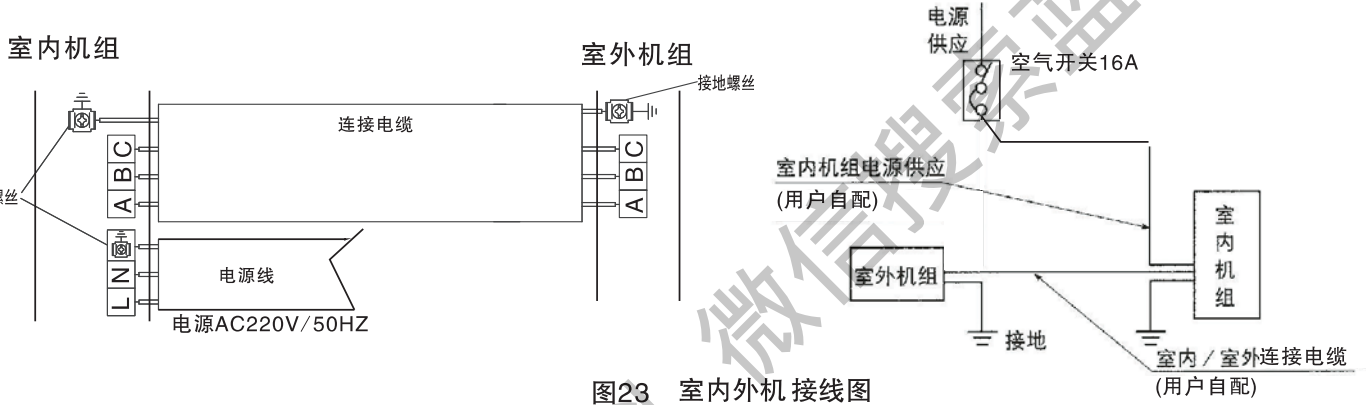 室内机组
室外机组
接地螺丝
连接电缆
C
B
A
C
B
A
丝
N
L
电源线
电源AC220V/50HZ
电源
供应
空气开关16A
室内机组电源供应
(用户自配)
室外机组
室
内
机
组
接地
室内/室外连接电缆
(用户自配)
图23 室内外机接线图
微信搜索蓝